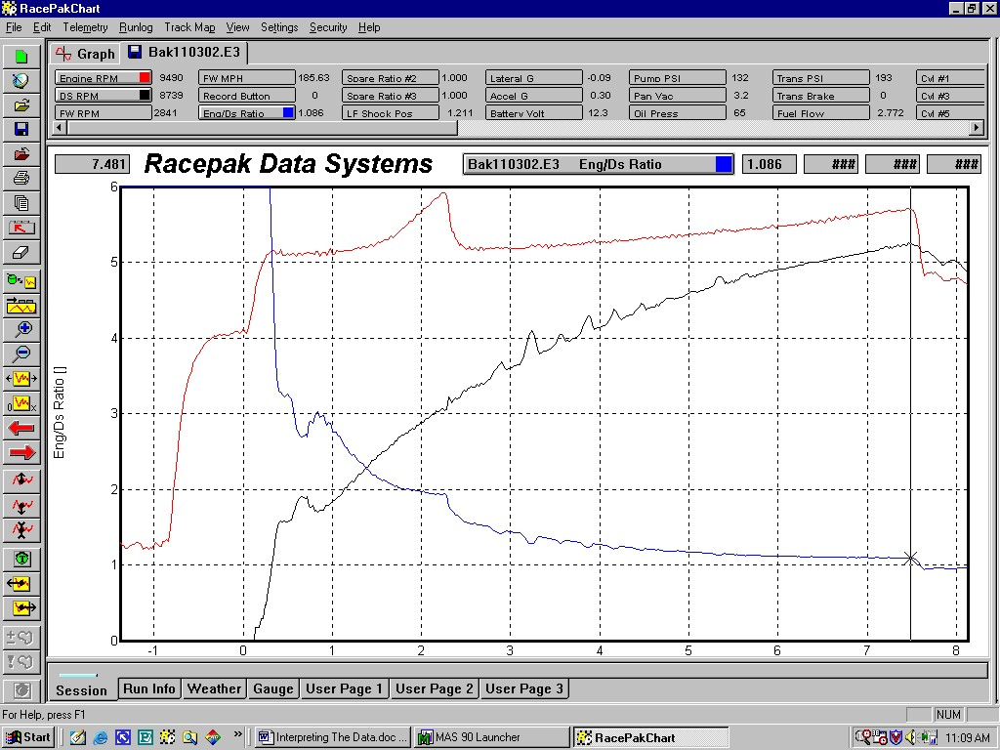 RacePakChart
File Edit Telemetry Runlog Track Map View Settings Security Help
Graph Bak110302.E3
Engine RPM 9490 FW MPH 185.63 Spare Ratio #2 1.000 Lateral G -0.09 Pump PSI 132 Trans PSI 193 Cyl #1
DS RPM 8739 Record Button 0 Spare Ratio #3 1.000 Accel G 0.30 Pan Vac 3.2 Trans Brake 0 Cyl #3
FW RPM 2841 Eng/Ds Ratio 1.086 LF Shock Pos 1.211 Battery Volt 12.3 Oil Press 65 Fuel Flow 2.772 Cyl #5
7.481 Racepak Data Systems Bak110302.E3 Eng/Ds Ratio 1.086 ### ### ###
6
5
4
3
2
1
0
Eng/Ds Ratio []
-1 0 1 2 3 4 5 6 7 8
Session Run Info Weather Gauge User Page 1 User Page 2 User Page 3
For Help, press F1 NUM
Start » Interpreting The Data.doc ... MAS 90 Launcher RacePakChart 11:09 AM